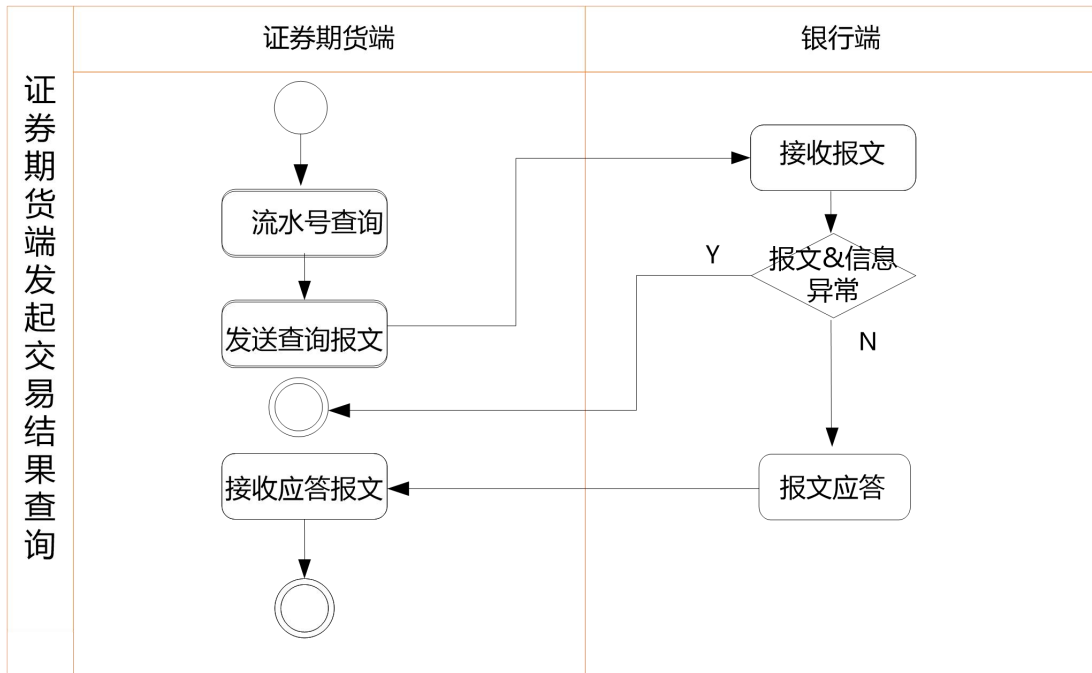 证券期货端发起交易结果查询
证券期货端
银行端
流水号查询
发送查询报文
接收报文
报文&信息
异常
Y
N
接收应答报文
报文应答